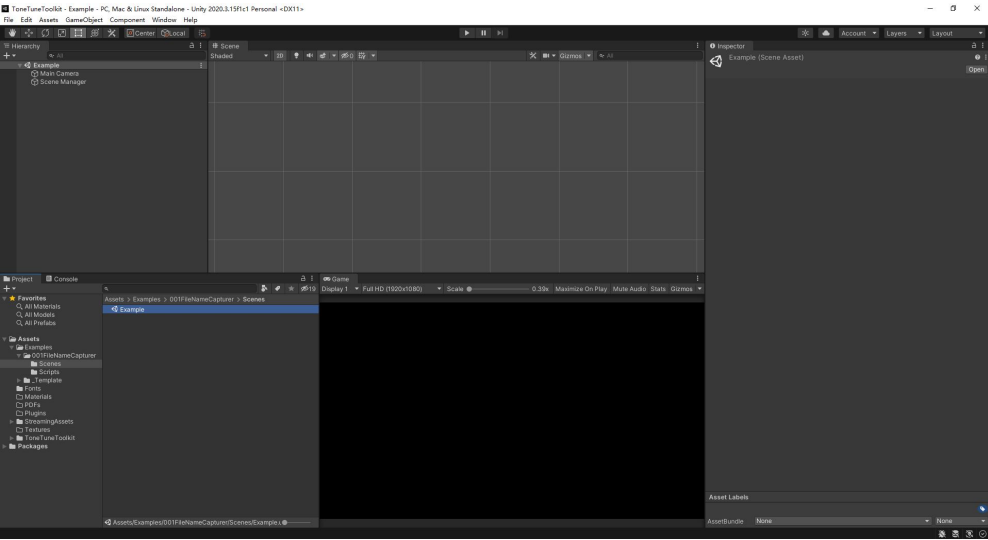 ToneTuneToolkit - Example - PC, Mac & Linux Standalone - Unity 2020.3.15f1c1 Personal <DX11>
File Edit Assets GameObject Component Window Help
Center Local Account Layers Layout
Hierarchy
All
Example
Main Camera
Scene Manager
Scene
Shaded 2D 0 Gizmos All
Inspector
Example (Scene Asset)
Open
Project Console
19
Favorites
All Materials
All Models
All Prefabs
Assets
Examples
001FileNameCapturer
Scenes
Scripts
_Template
Fonts
Materials
PDFs
Plugins
StreamingAssets
Textures
ToneTuneToolkit
Packages
Assets > Examples > 001FileNameCapturer > Scenes
Example
Assets/Examples/001FileNameCapturer/Scenes/Example.u
Game
Display 1 Full HD (1920x1080) Scale 0.39x Maximize On Play Mute Audio Stats Gizmos
Asset Labels
AssetBundle None None